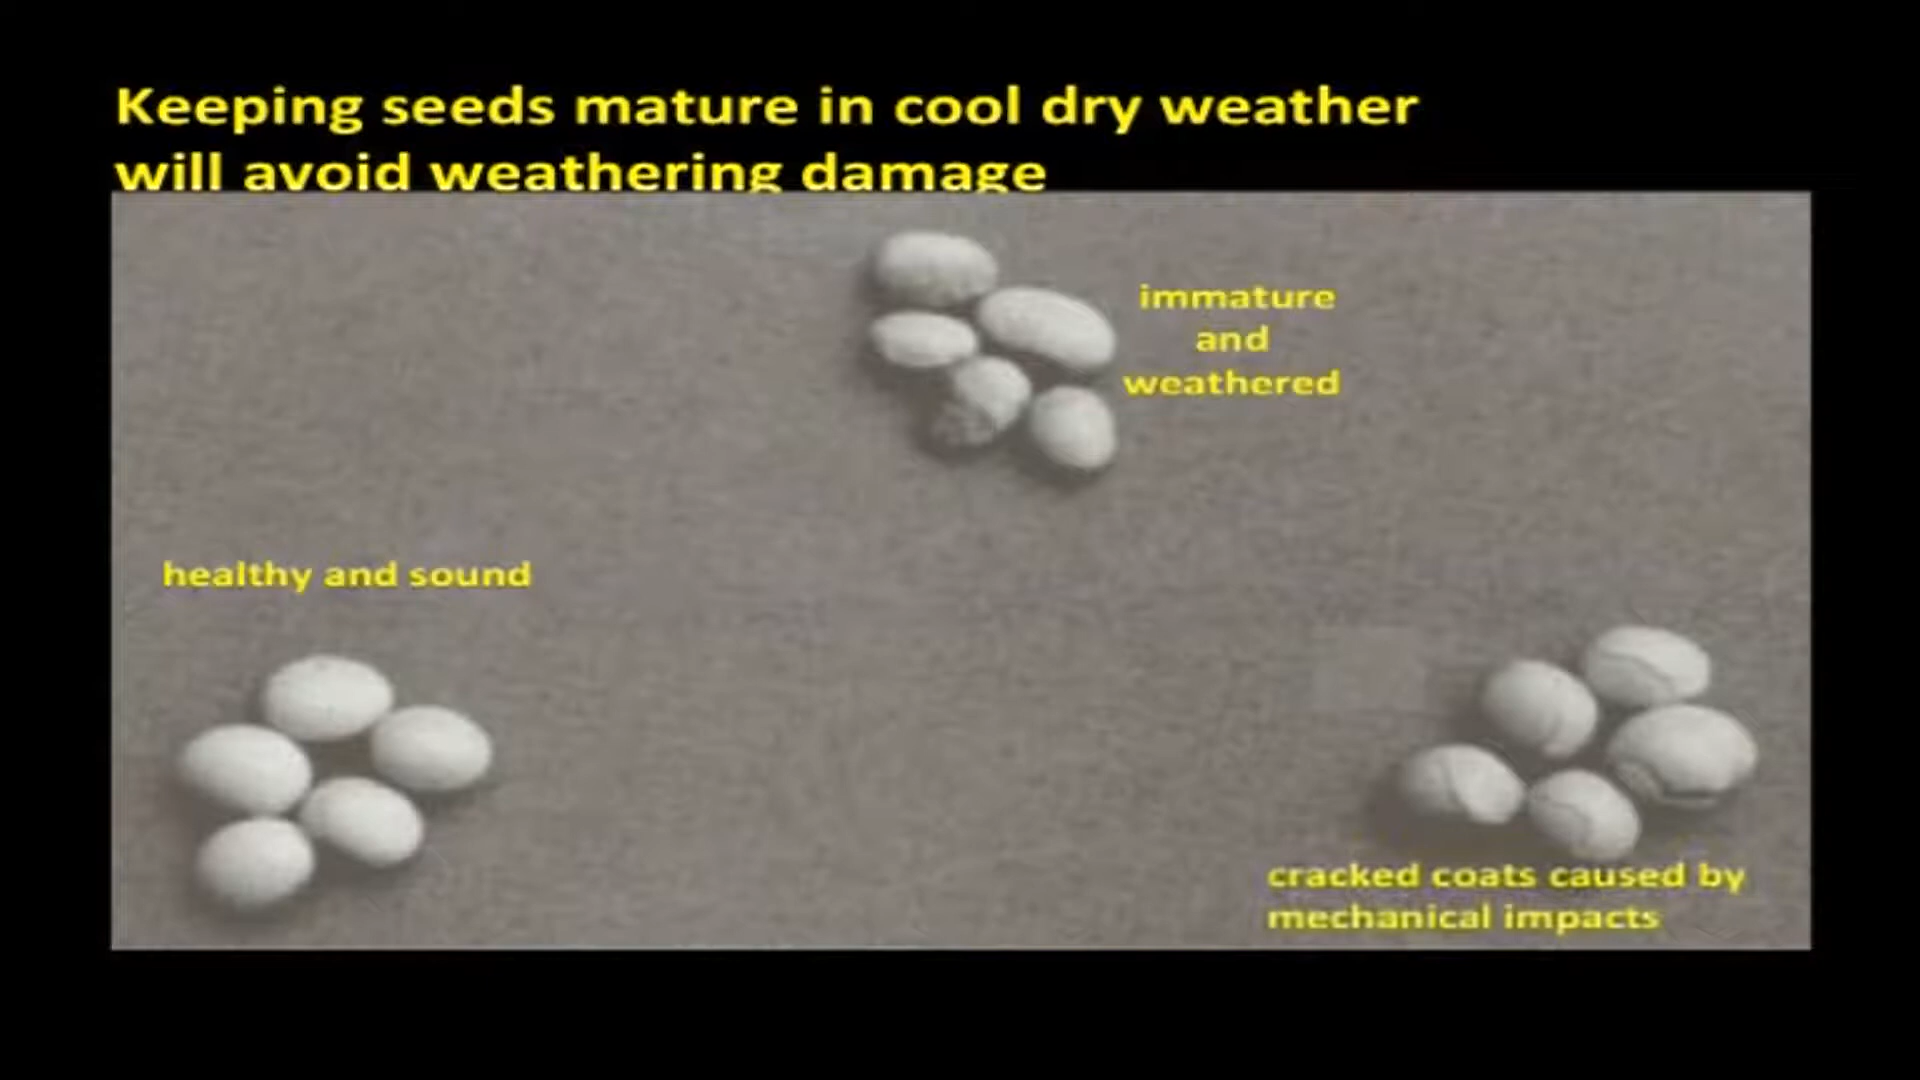 Keeping seeds mature in cool dry weather
will avoid weathering damage
immature
and
weathered
healthy and sound
cracked coats caused by
mechanical impacts